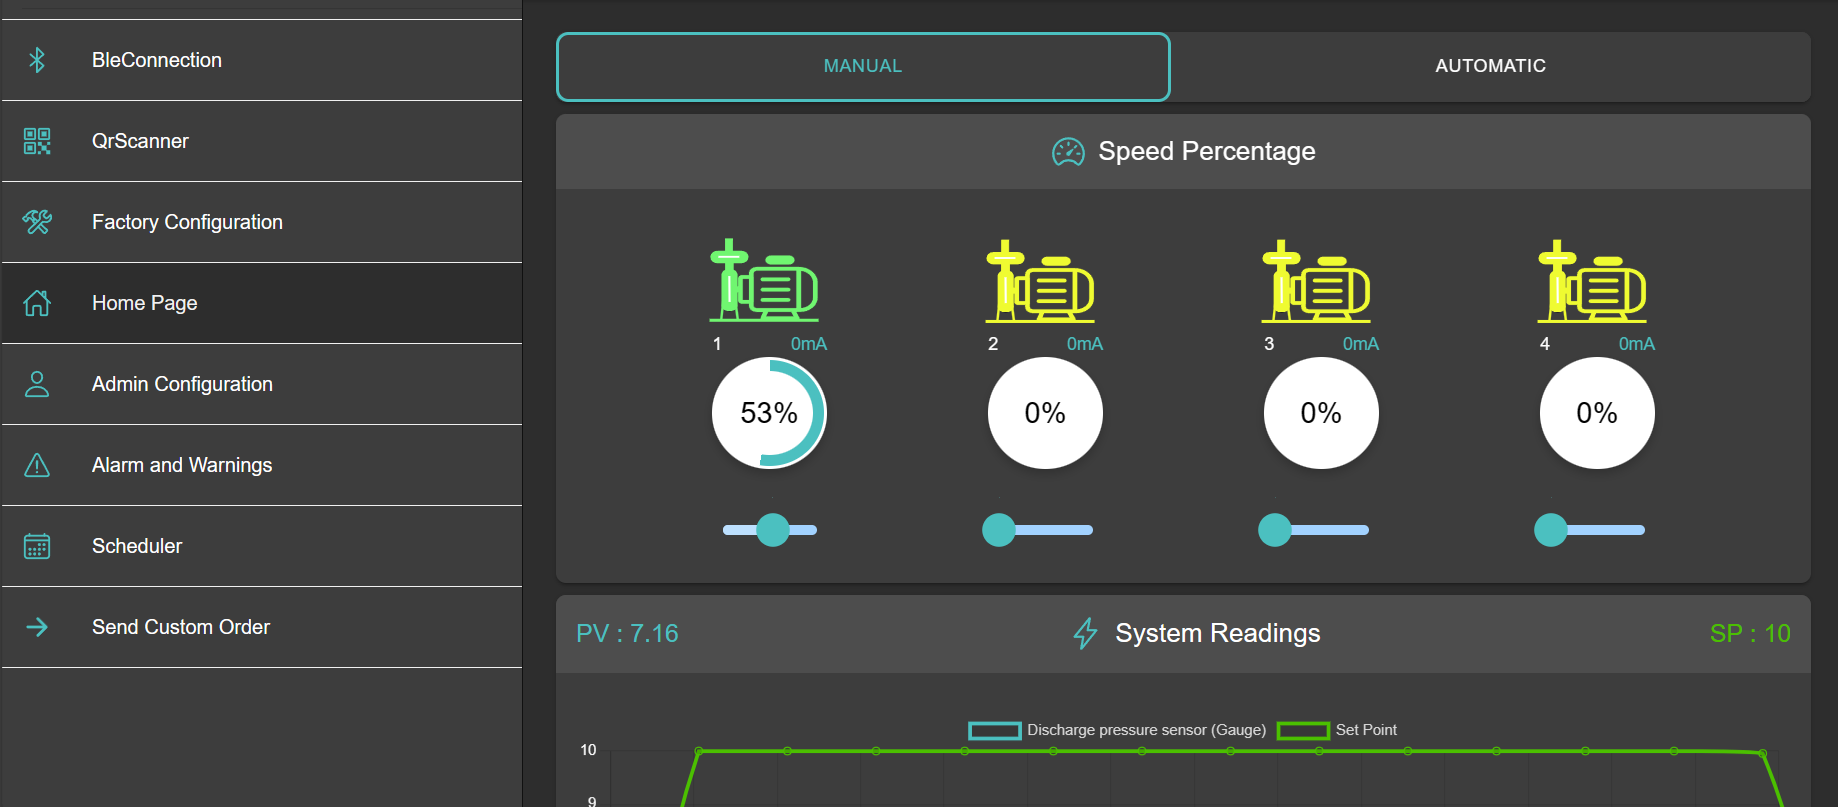 BleConnection
QrScanner
Factory Configuration
Home Page
Admin Configuration
Alarm and Warnings
Scheduler
Send Custom Order
MANUAL AUTOMATIC
Speed Percentage
1 0mA 2 0mA 3 0mA 4 0mA
53% 0% 0% 0%
PV : 7.16 System Readings SP : 10
Discharge pressure sensor (Gauge) Set Point
10
9